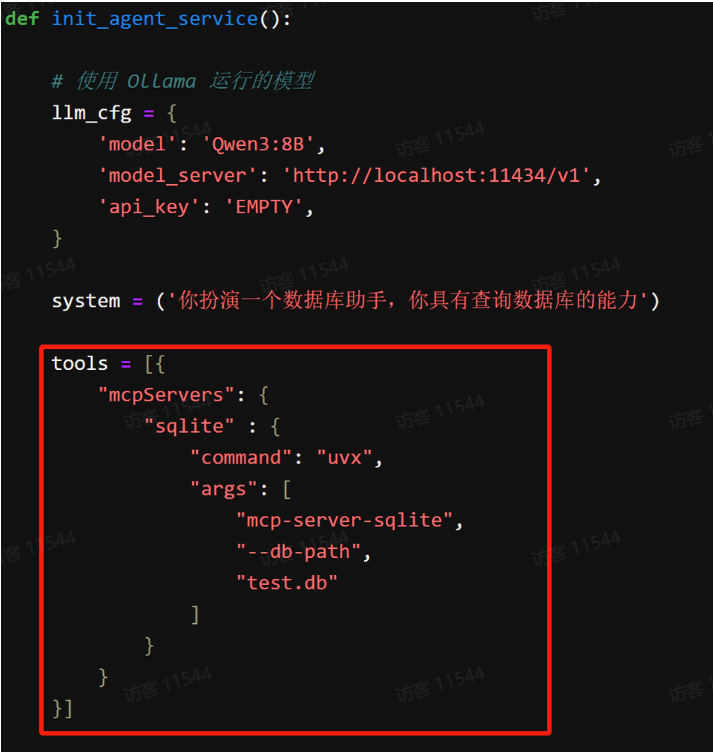 def init_agent_service():
# 使用 Ollama 运行的模型
llm_cfg = {
'model': 'Qwen3:8B',
'model_server': 'http://localhost:11434/v1',
'api_key': 'EMPTY',
}
system = ('你扮演一个数据库助手，你具有查询数据库的能力')
tools = [{
"mcpServers": {
"sqlite" : {
"command": "uvx",
"args": [
"mcp-server-sqlite",
"--db-path",
"test.db"
]
}
}
}]
访客 11544